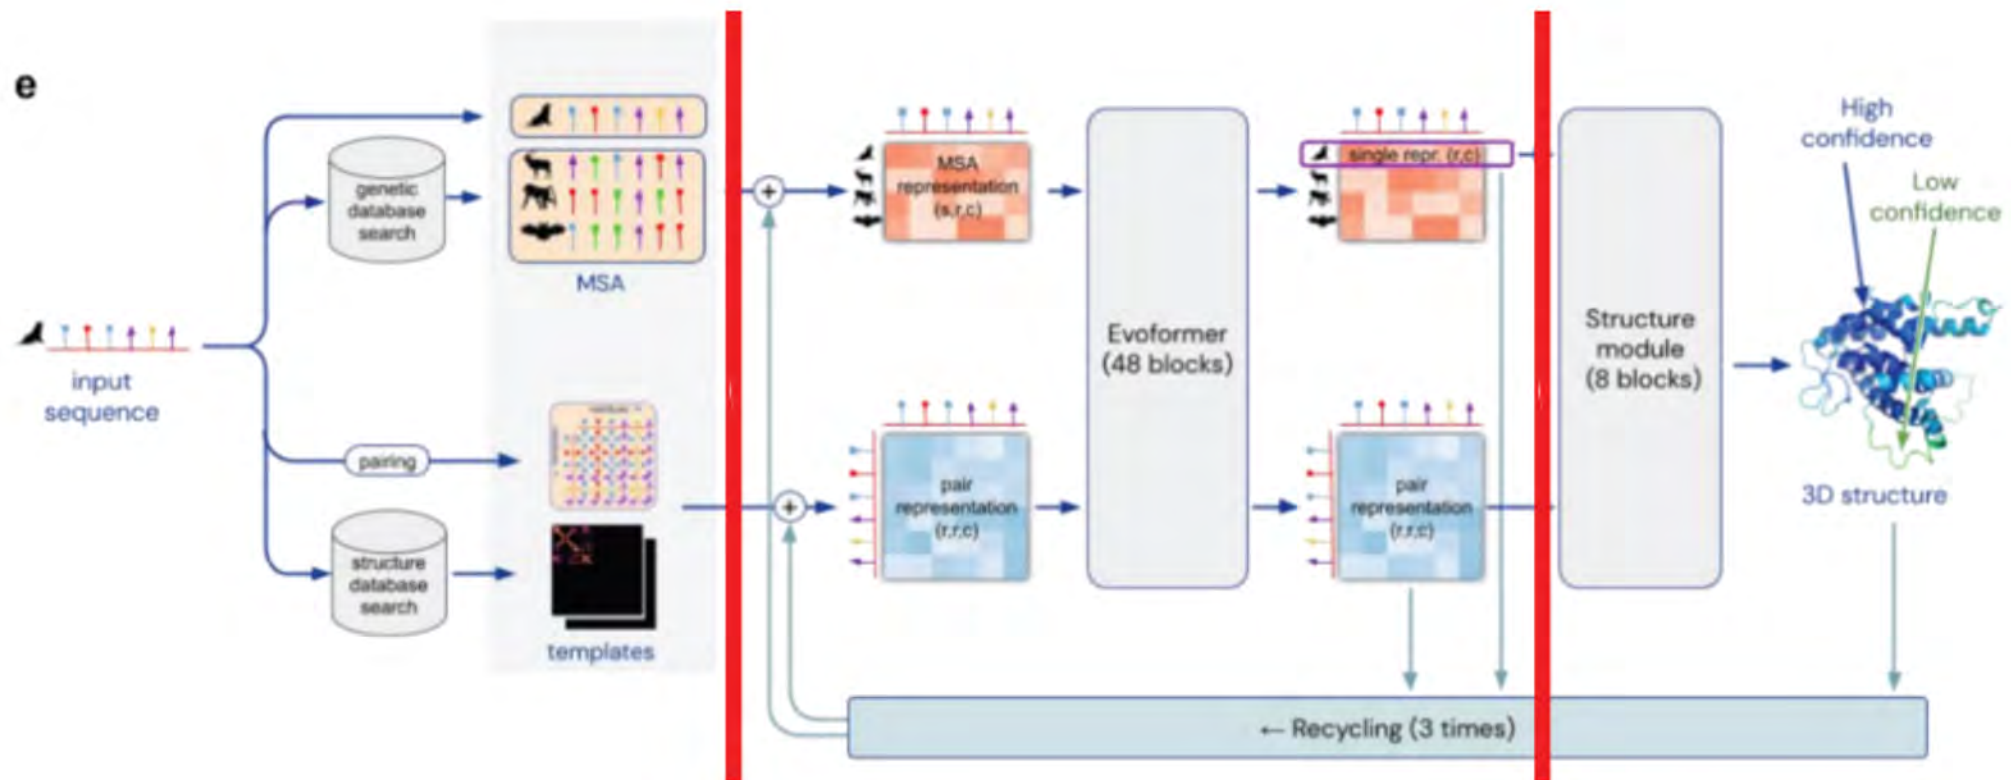 e
input
sequence
genetic
database
search
MSA
pairing
structure
database
search
templates
MSA
representation
(s,r,c)
pair
representation
(r,r,c)
Evoformer
(48 blocks)
single repr. (r,c)
pair
representation
(r,r,c)
Structure
module
(8 blocks)
High
confidence
Low
confidence
3D structure
← Recycling (3 times)